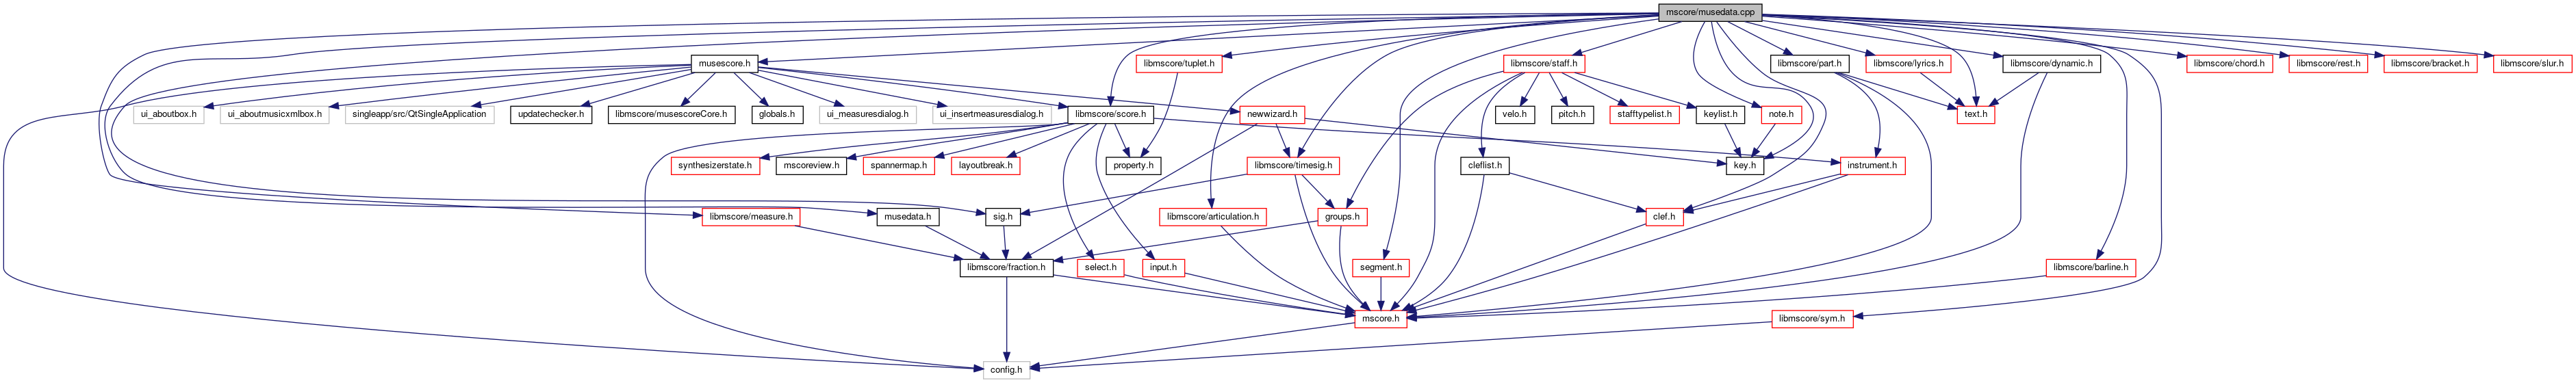 mscore/musedata.cpp
musescore.h
libmscore/tuplet.h
libmscore/staff.h
libmscore/part.h
libmscore/lyrics.h
libmscore/dynamic.h
libmscore/chord.h
libmscore/rest.h
libmscore/bracket.h
libmscore/slur.h
ui_aboutbox.h
ui_aboutmusicxmlbox.h
singleapp/src/QtSingleApplication
updatechecker.h
libmscore/musescoreCore.h
globals.h
ui_measuresdialog.h
ui_insertmeasuresdialog.h
libmscore/score.h
newwizard.h
velo.h
pitch.h
stafftypelist.h
keylist.h
note.h
text.h
synthesizerstate.h
mscoreview.h
spannermap.h
layoutbreak.h
property.h
libmscore/timesig.h
cleflist.h
key.h
instrument.h
libmscore/measure.h
musedata.h
sig.h
libmscore/articulation.h
groups.h
clef.h
libmscore/fraction.h
select.h
input.h
segment.h
libmscore/barline.h
mscore.h
libmscore/sym.h
config.h